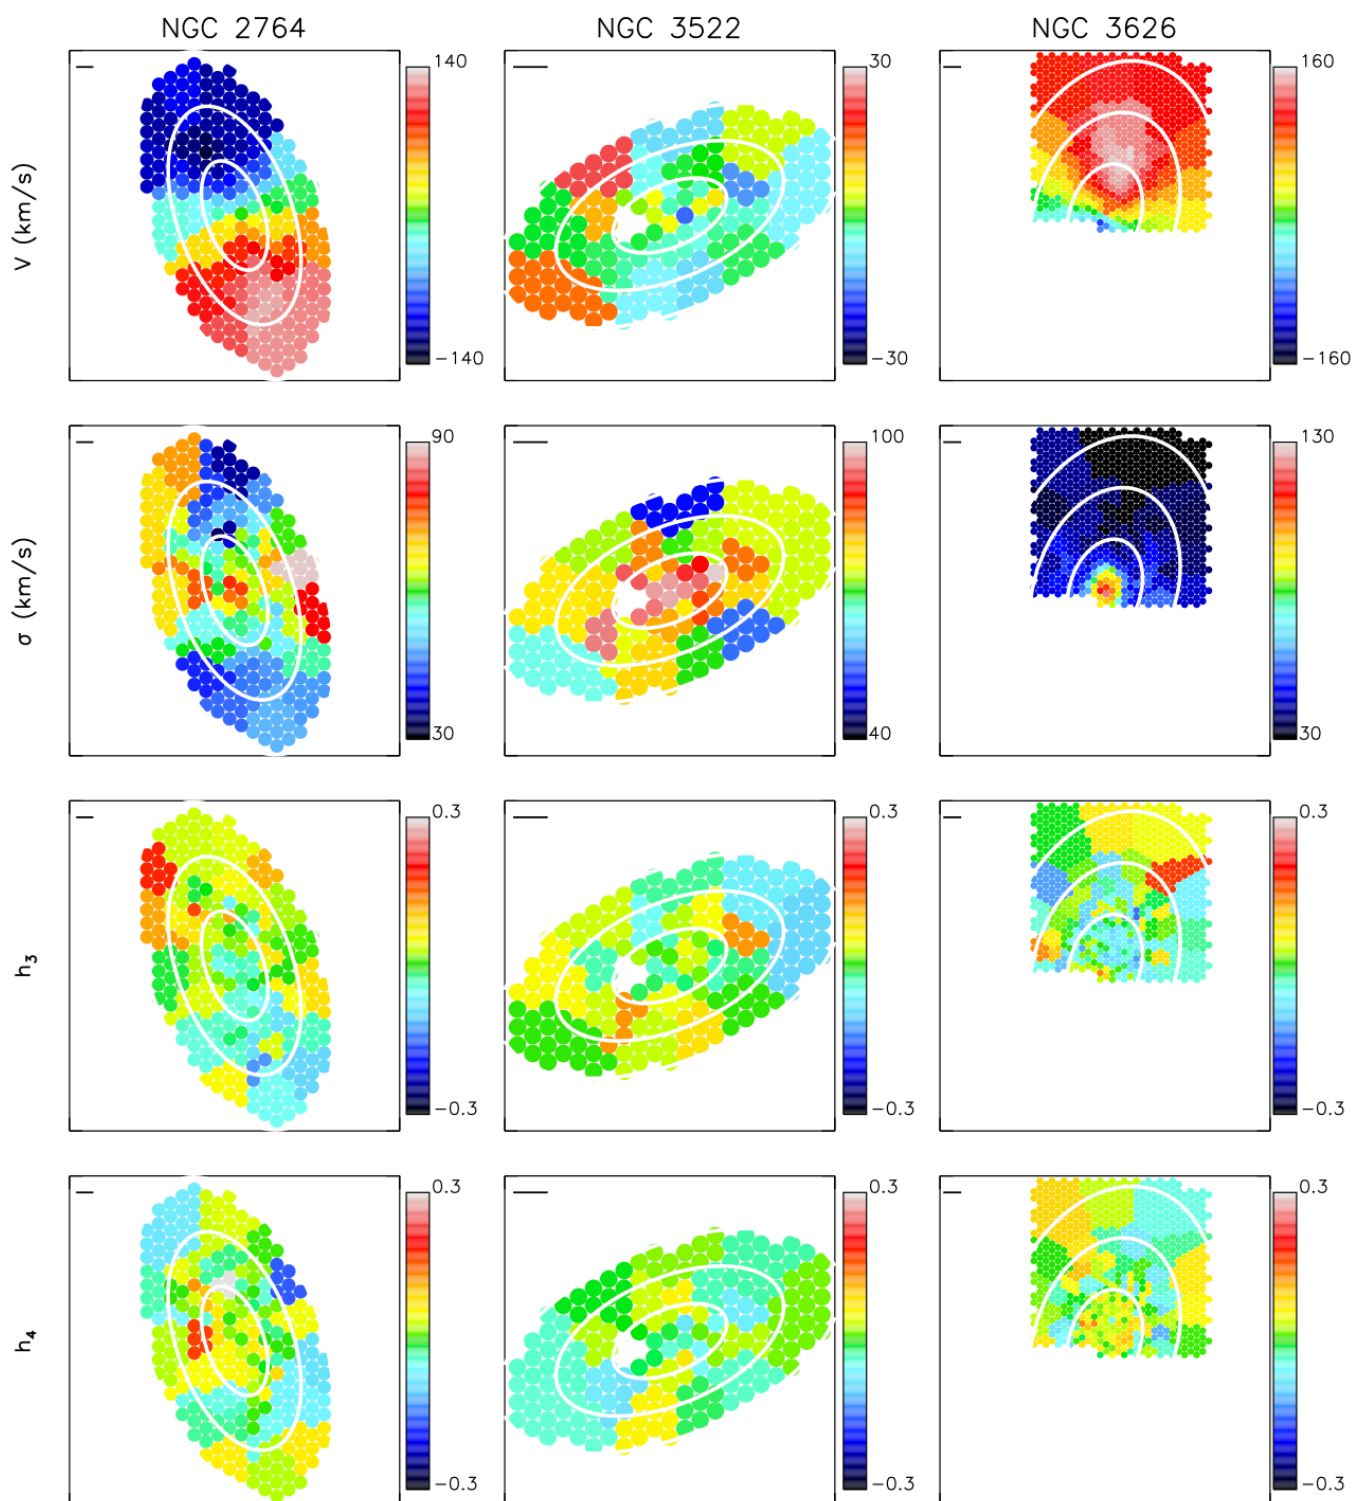 NGC 2764 NGC 3522 NGC 3626
V (km/s) 140 -140 30 -30 160 -160
σ (km/s) 90 30 100 40 130 30
h3 0.3 -0.3 0.3 -0.3 0.3 -0.3
h4 0.3 -0.3 0.3 -0.3 0.3 -0.3